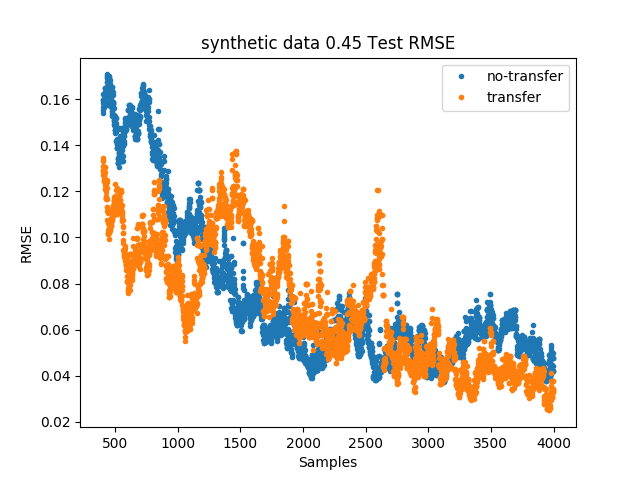 synthetic data 0.45 Test RMSE
no-transfer
transfer
0.16
0.14
0.12
0.10
0.08
0.06
0.04
0.02
RMSE
500 1000 1500 2000 2500 3000 3500 4000
Samples